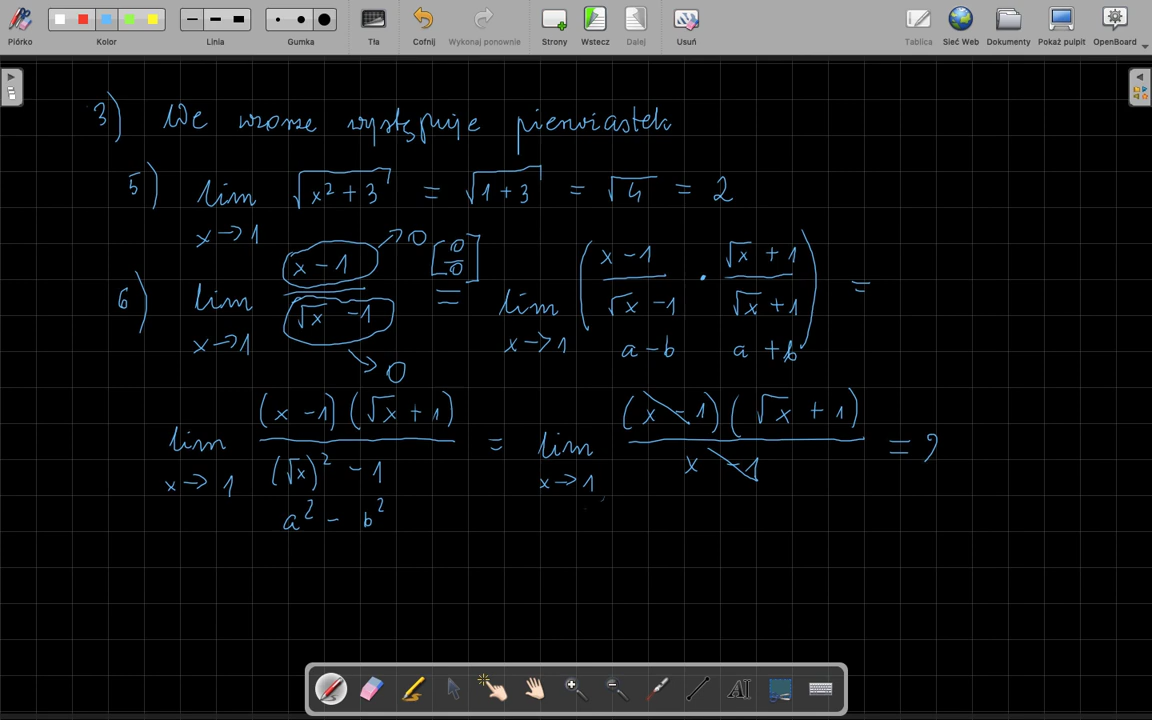 Piórko Kolor Linia Gumka Tła Cofnij Wykonaj ponownie Strony Wstecz Dalej Usuń Tablica Sieć Web Dokumenty Pokaż pulpit OpenBoard
3) We wzorze występuje pierwiastek
5) lim x→1 √(x² + 3) = √(1 + 3) = √4 = 2
6) lim x→1 (x − 1)/(√x − 1) → 0 → 0 [0/0] = lim x→1 ((x − 1)/(√x − 1) · (√x + 1)/(√x + 1)) =
a − b a + b
lim x→1 (x − 1)(√x + 1)/((√x)² − 1) = lim x→1 (x − 1)(√x + 1)/(x − 1) = 2
a² − b²
AI